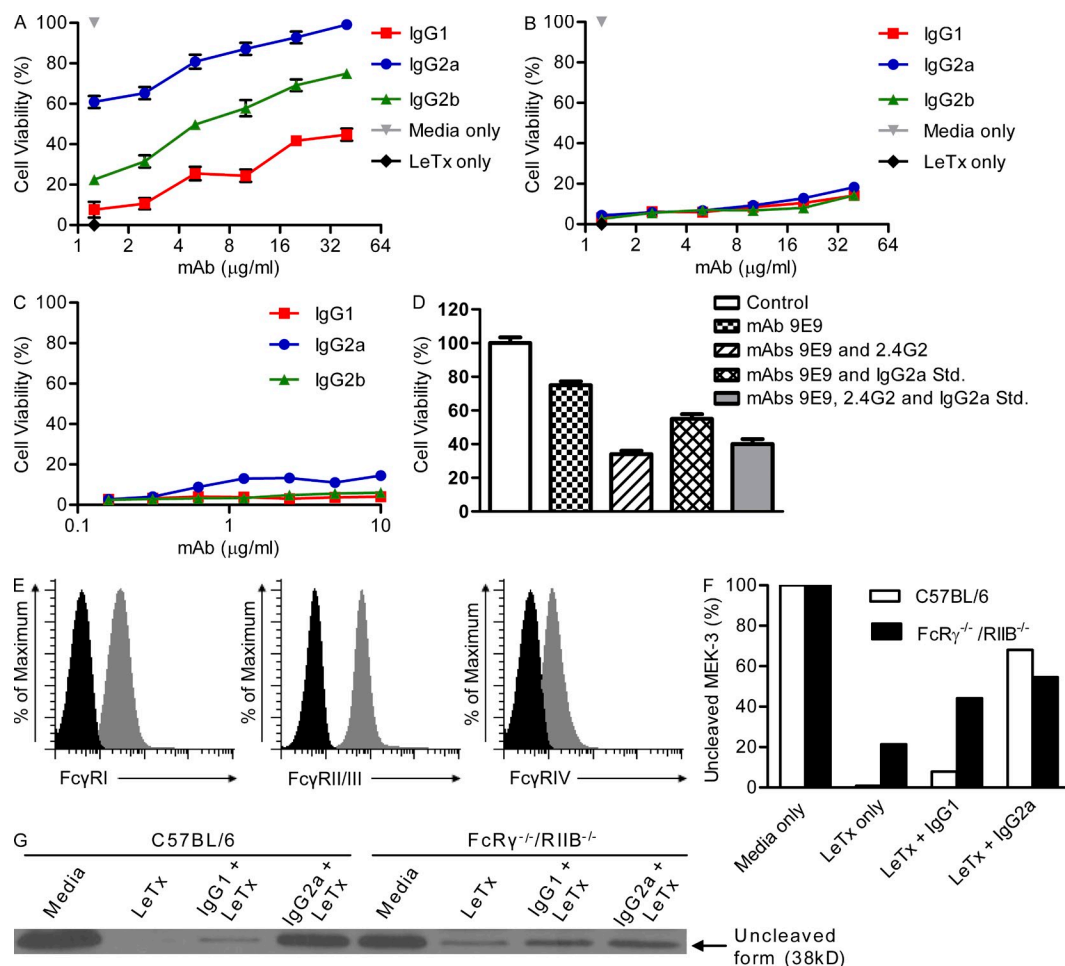 A
Cell Viability (%)
100
80
60
40
20
0
1 2 4 8 16 32 64
mAb (μg/ml)
IgG1
IgG2a
IgG2b
Media only
LeTx only
B
Cell Viability (%)
100
80
60
40
20
0
1 2 4 8 16 32 64
mAb (μg/ml)
IgG1
IgG2a
IgG2b
Media only
LeTx only
C
Cell Viability (%)
100
80
60
40
20
0
0.1 1 10
mAb (μg/ml)
IgG1
IgG2a
IgG2b
D
Cell Viability (%)
120
100
80
60
40
20
0
Control
mAb 9E9
mAbs 9E9 and 2.4G2
mAbs 9E9 and IgG2a Std.
mAbs 9E9, 2.4G2 and IgG2a Std.
E
% of Maximum
FcγRI
% of Maximum
FcγRII/III
% of Maximum
FcγRIV
F
Uncleaved MEK-3 (%)
100
80
60
40
20
0
C57BL/6
FcRγ-/- /RIIB-/-
Media only
LeTx only
LeTx + IgG1
LeTx + IgG2a
G
C57BL/6
FcRγ-/-/RIIB-/-
Media
LeTx
IgG1 +
LeTx
IgG2a +
LeTx
Media
LeTx
IgG1 +
LeTx
IgG2a +
LeTx
Uncleaved
form (38kD)